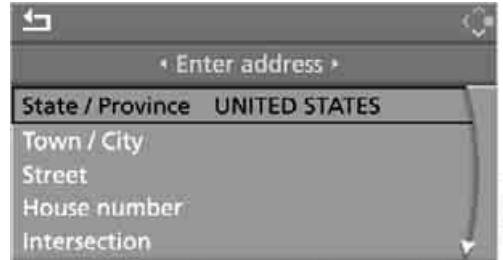 Enter address
State / Province UNITED STATES
Town / City
Street
House number
Intersection